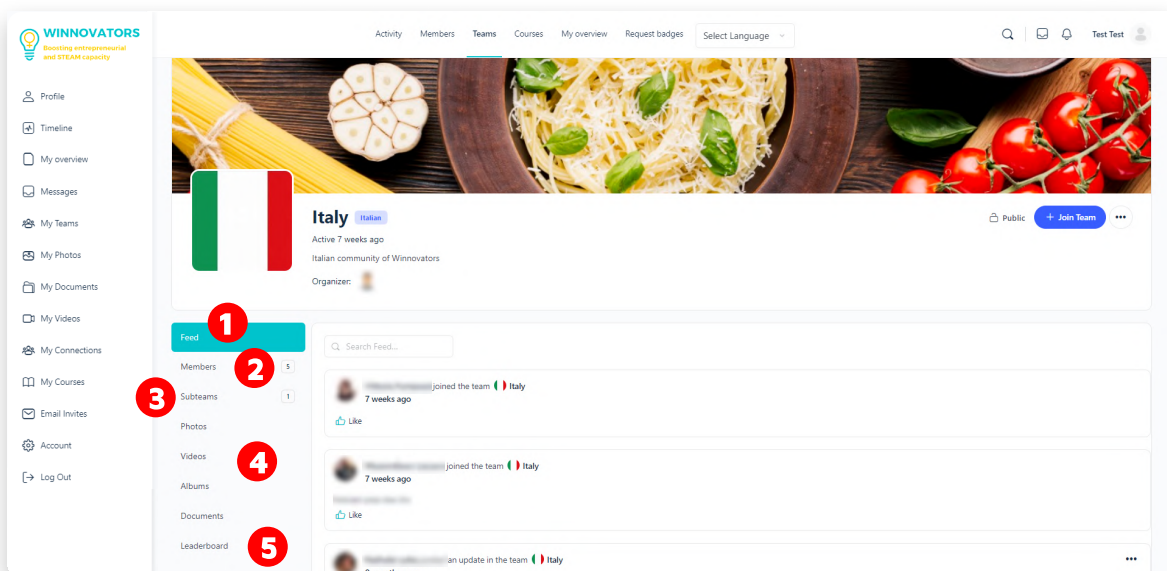 WINNOVATORS
Boosting entrepreneurial
and STEAM capacity
Activity Members Teams Courses My overview Request badges Select Language Test Test
Profile
Timeline
My overview
Messages
My Teams
My Photos
My Documents
My Videos
My Connections
My Courses
Email Invites
Account
Log Out
Italy Italian
Public + Join Team
Active 7 weeks ago
Italian community of Winnovators
Organizer:
1
Feed
2
Members 5
3
Subteams 1
Photos
Videos
4
Albums
Documents
Leaderboard
5
Search Feed...
joined the team Italy
7 weeks ago
Like
joined the team Italy
7 weeks ago
Like
an update in the team Italy